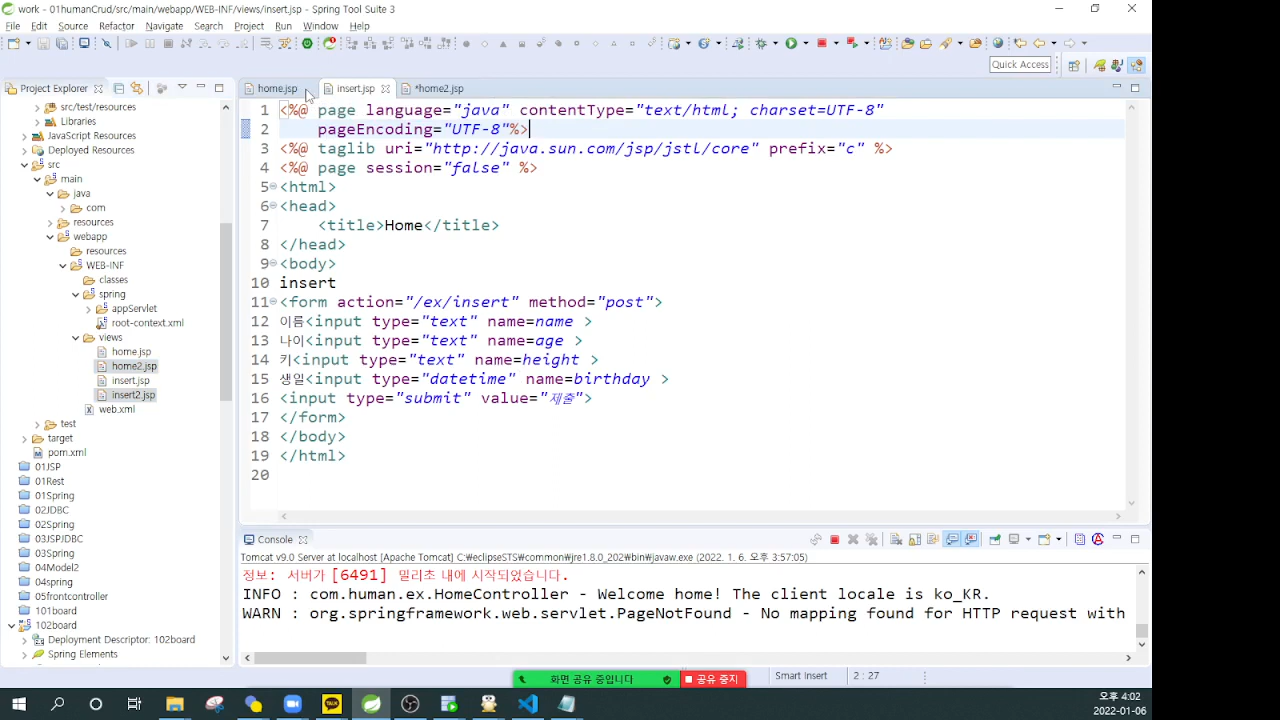 work - 01humanCrud/src/main/webapp/WEB-INF/views/insert.jsp - Spring Tool Suite 3
File Edit Source Refactor Navigate Search Project Run Window Help
Quick Access
Project Explorer
src/test/resources
Libraries
JavaScript Resources
Deployed Resources
src
main
java
com
resources
webapp
resources
WEB-INF
classes
spring
appServlet
root-context.xml
views
home.jsp
home2.jsp
insert.jsp
insert2.jsp
web.xml
test
target
pom.xml
01JSP
01Rest
01Spring
02JDBC
02Spring
03JSPJDBC
03Spring
04Model2
04spring
05frontcontroller
101board
102board
Deployment Descriptor: 102board
Spring Elements
home.jsp insert.jsp *home2.jsp
1 <%@ page language="java" contentType="text/html; charset=UTF-8"
2 pageEncoding="UTF-8"%>
3 <%@ taglib uri="http://java.sun.com/jsp/jstl/core" prefix="c" %>
4 <%@ page session="false" %>
5 <html>
6 <head>
7 <title>Home</title>
8 </head>
9 <body>
10 insert
11 <form action="/ex/insert" method="post">
12 이름<input type="text" name=name >
13 나이<input type="text" name=age >
14 키<input type="text" name=height >
15 생일<input type="datetime" name=birthday >
16 <input type="submit" value="제출">
17 </form>
18 </body>
19 </html>
20
Console
Tomcat v9.0 Server at localhost [Apache Tomcat] C:₩eclipseSTS₩common₩jre1.8.0_202₩bin₩javaw.exe (2022. 1. 6. 오후 3:57:05)
정보: 서버가 [6491] 밀리초 내에 시작되었습니다.
INFO : com.human.ex.HomeController - Welcome home! The client locale is ko_KR.
WARN : org.springframework.web.servlet.PageNotFound - No mapping found for HTTP request with
화면 공유 중입니다 공유 중지
Smart Insert 2 : 27
TALK
오후 4:02
2022-01-06